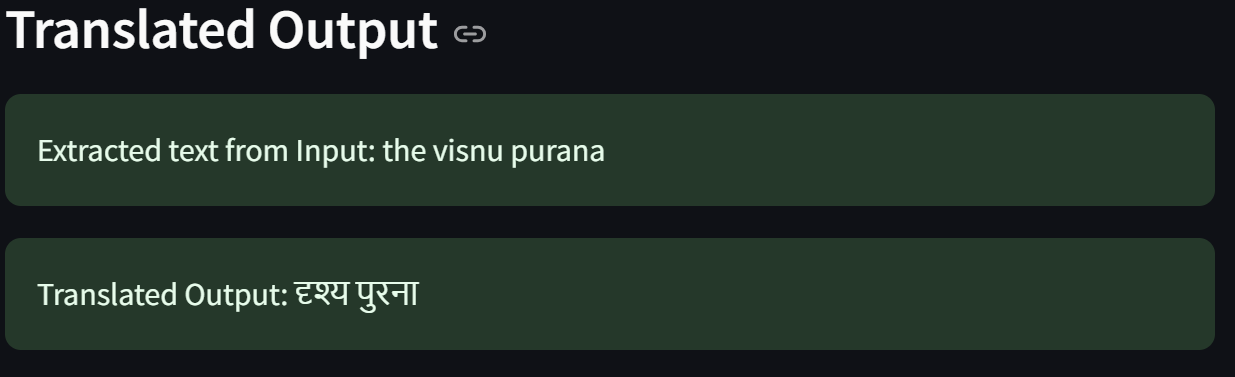 Translated Output
Extracted text from Input: the visnu purana
Translated Output: दृश्य पुरना